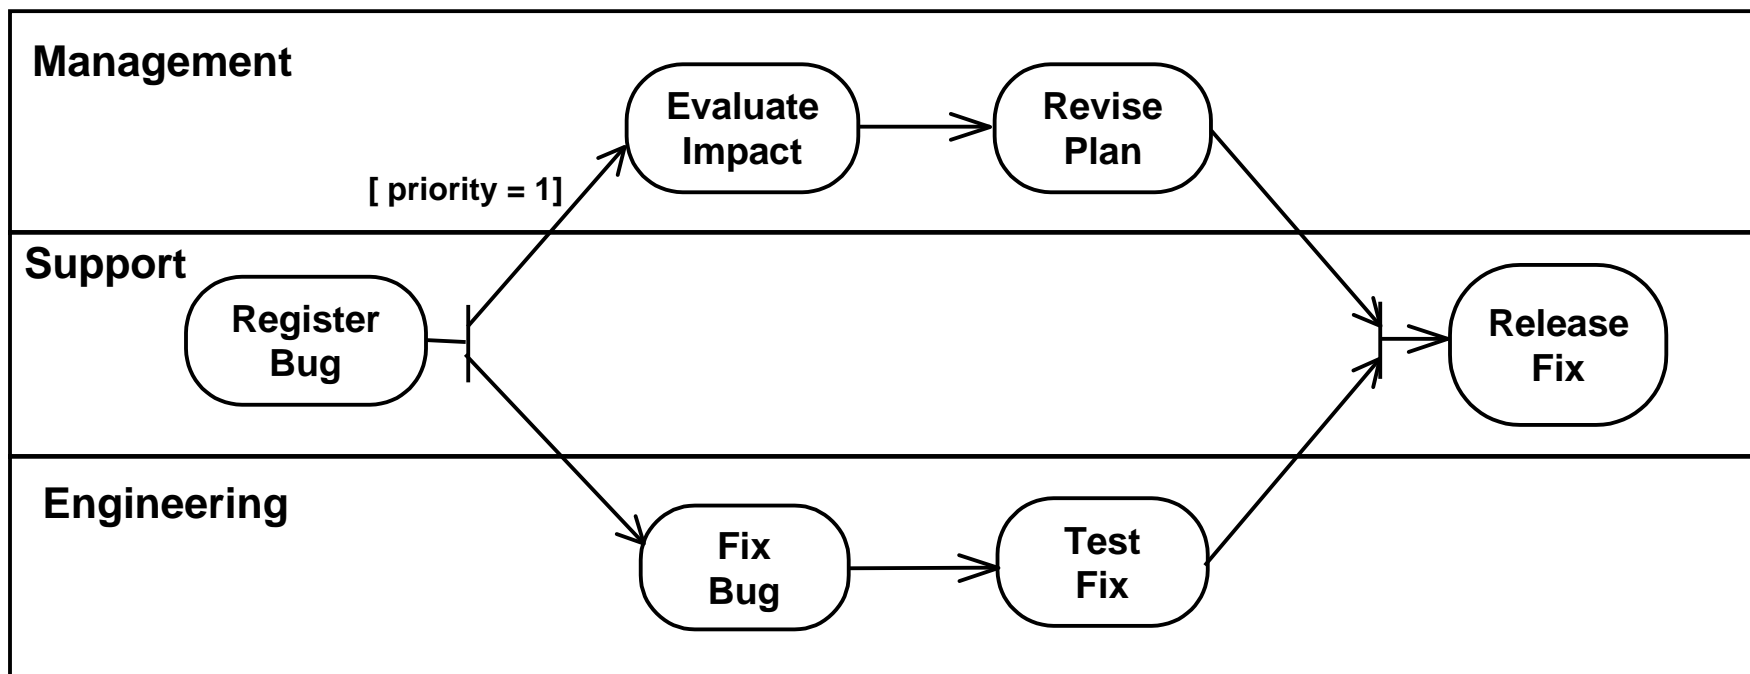 Management
Evaluate
Impact
Revise
Plan
[ priority = 1]
Support
Register
Bug
Release
Fix
Engineering
Fix
Bug
Test
Fix